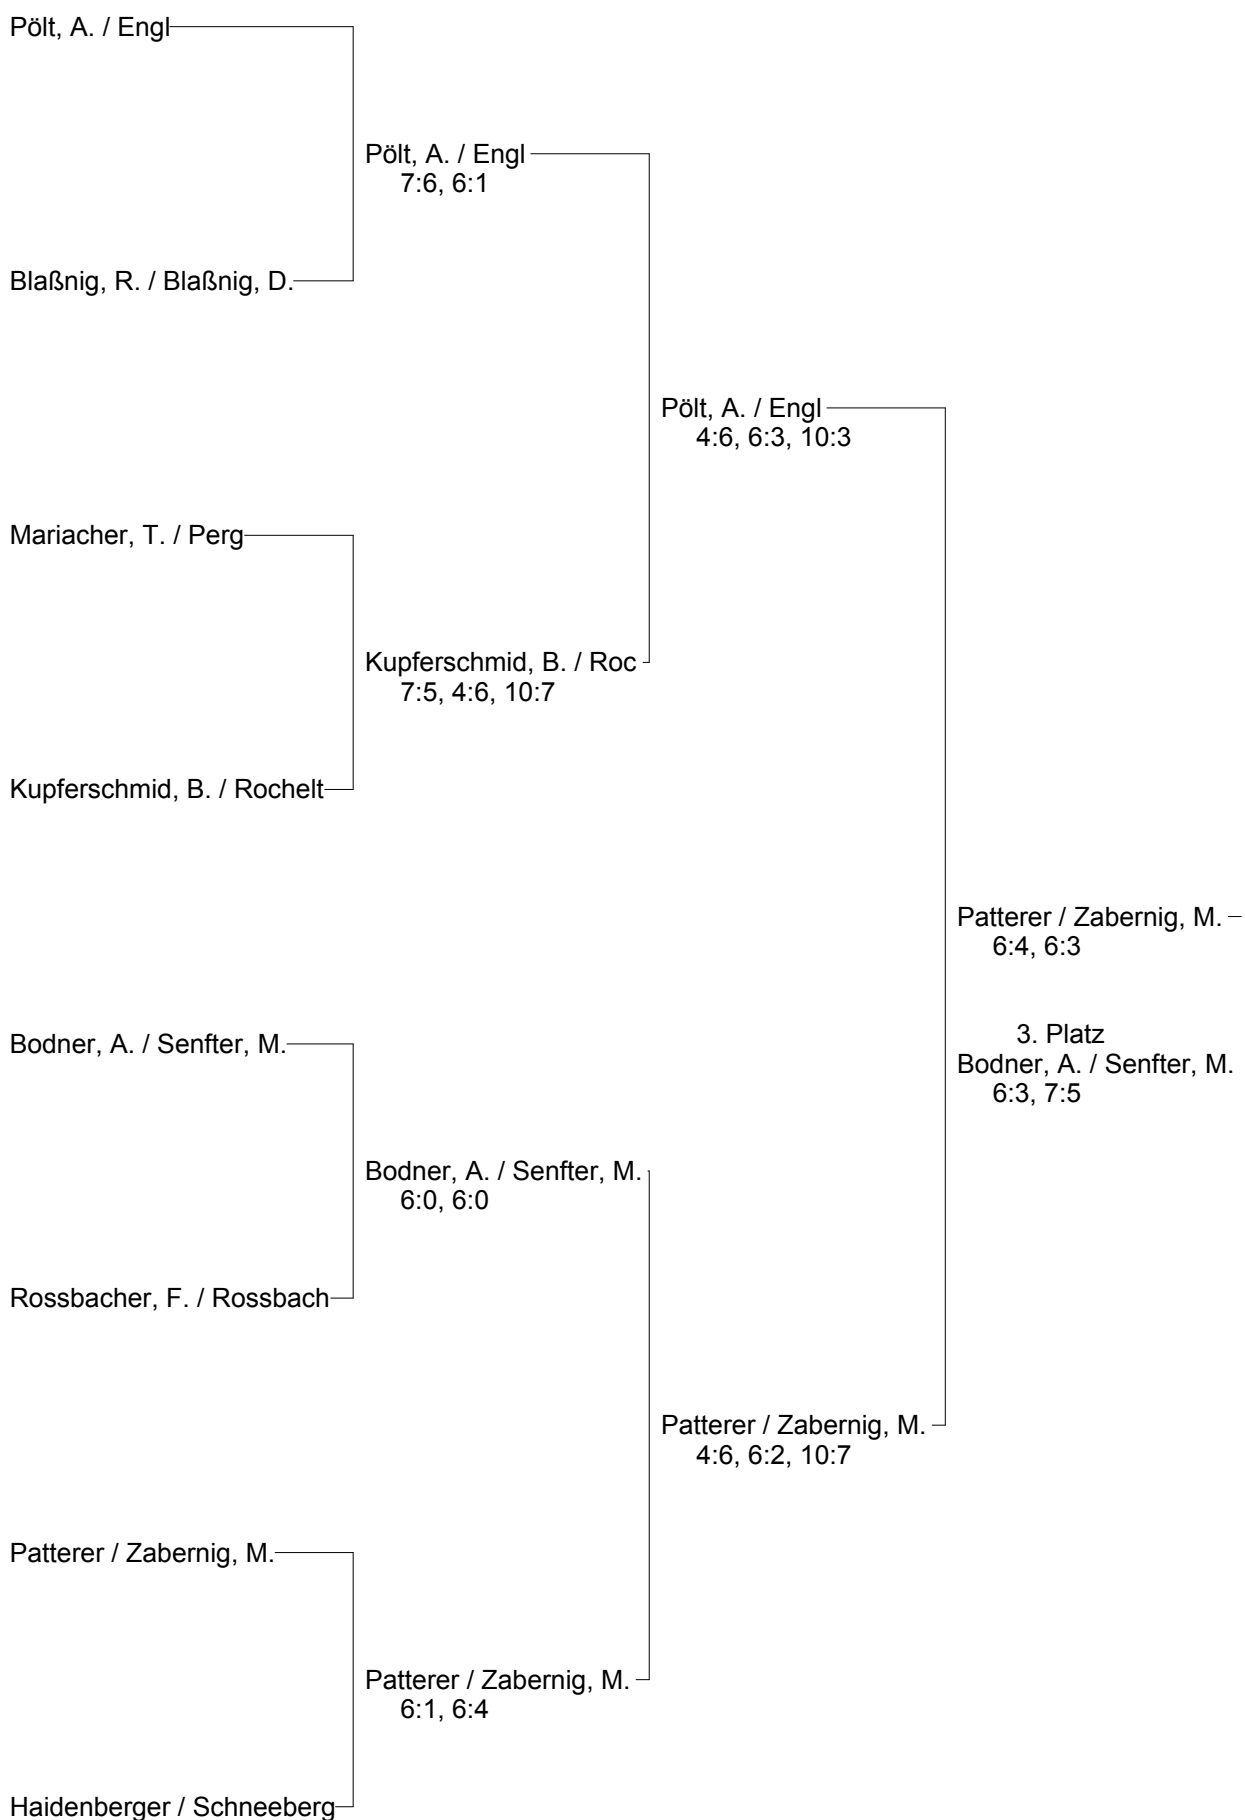 Pölt, A. / Engl
Pölt, A. / Engl
7:6, 6:1
Blaßnig, R. / Blaßnig, D.
Pölt, A. / Engl
4:6, 6:3, 10:3
Mariacher, T. / Perg
Kupferschmid, B. / Roc
7:5, 4:6, 10:7
Kupferschmid, B. / Rochelt
Patterer / Zabernig, M.
6:4, 6:3
3. Platz
Bodner, A. / Senfter, M.
Bodner, A. / Senfter, M.
6:3, 7:5
Bodner, A. / Senfter, M.
6:0, 6:0
Rossbacher, F. / Rossbach
Patterer / Zabernig, M.
4:6, 6:2, 10:7
Patterer / Zabernig, M.
Patterer / Zabernig, M.
6:1, 6:4
Haidenberger / Schneeberg